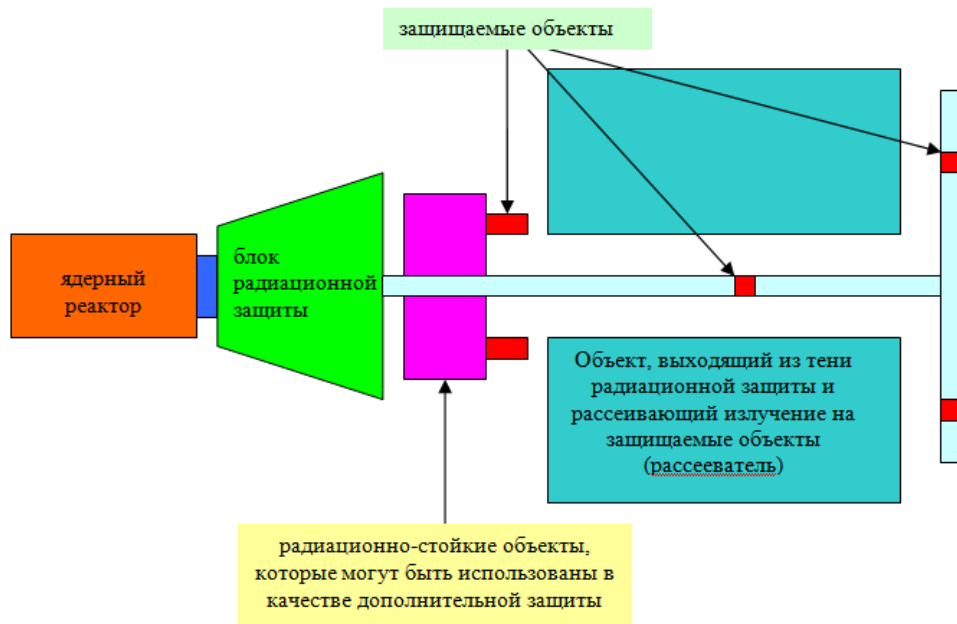 защищаемые объекты
ядерный
реактор
блок
радиационной
защиты
Объект, выходящий из тени
радиационной защиты и
рассеивающий излучение на
защищаемые объекты
(рассееватель)
радиационно-стойкие объекты,
которые могут быть использованы в
качестве дополнительной защиты